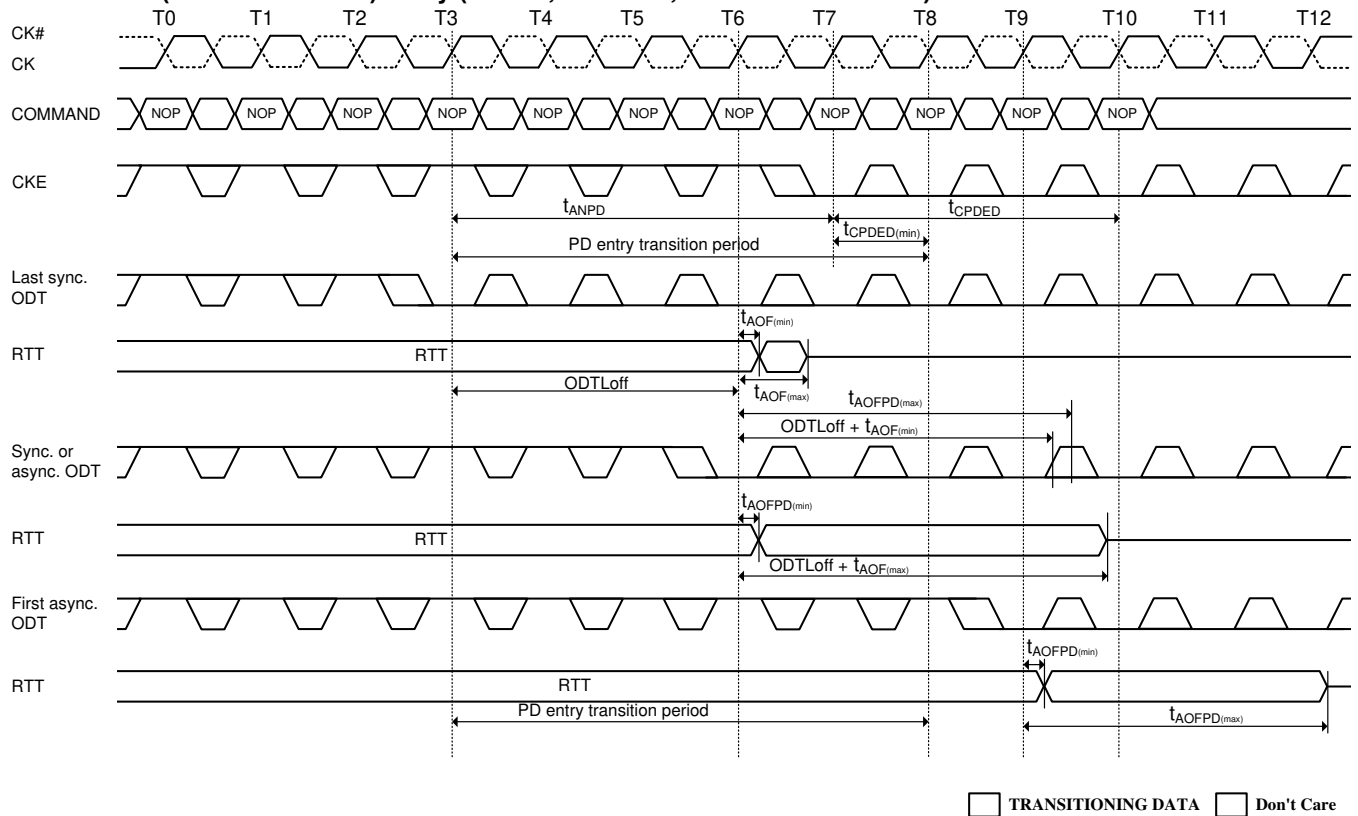 T0 T1 T2 T3 T4 T5 T6 T7 T8 T9 T10 T11 T12
CK#
CK
COMMAND NOP NOP NOP NOP NOP NOP NOP NOP NOP NOP NOP
CKE
tANPD tCPDED
tCPDED(min)
PD entry transition period
Last sync.
ODT
tAOF(min)
RTT RTT
ODTLoff tAOF(max)
tAOFPD(max)
ODTLoff + tAOF(min)
Sync. or
async. ODT
tAOFPD(min)
RTT RTT
ODTLoff + tAOF(max)
First async.
ODT
tAOFPD(min)
RTT RTT
PD entry transition period
tAOFPD(max)
TRANSITIONING DATA Don't Care